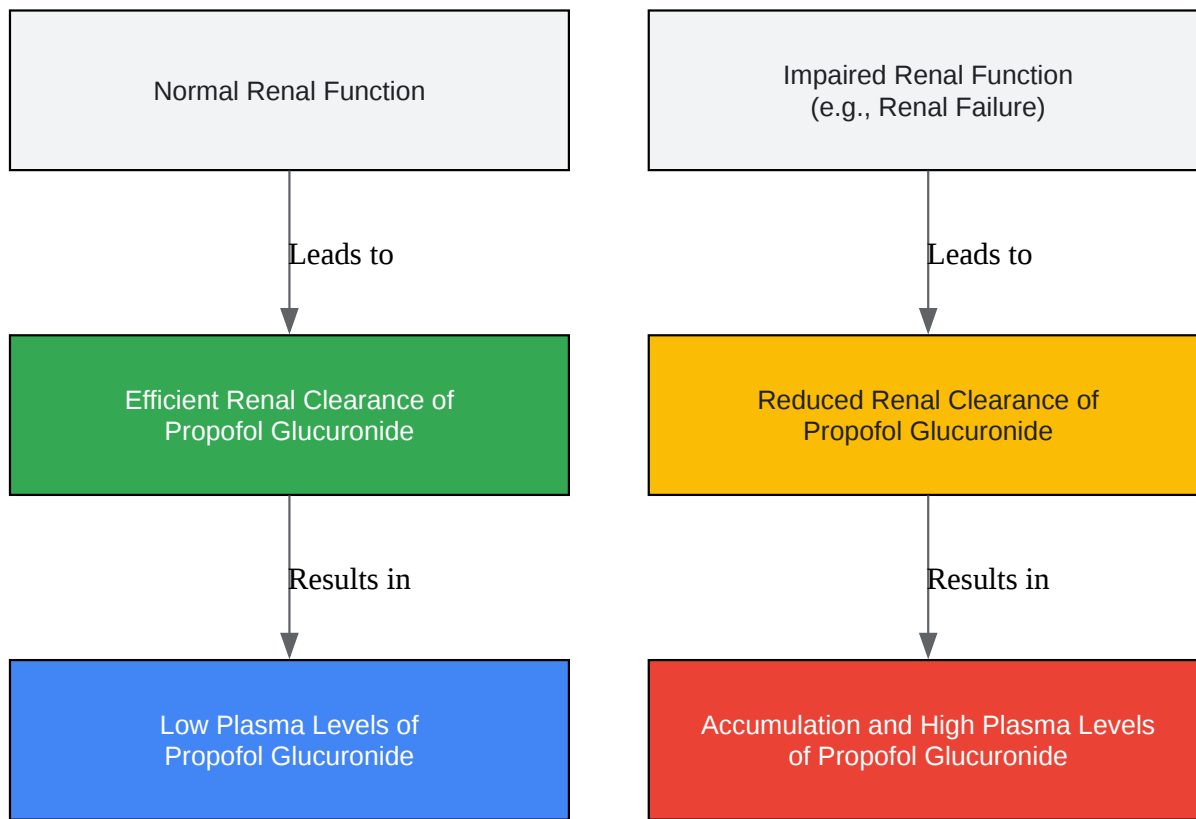 Normal Renal Function
Leads to
Efficient Renal Clearance of
Propofol Glucuronide
Results in
Low Plasma Levels of
Propofol Glucuronide
Impaired Renal Function
(e.g., Renal Failure)
Leads to
Reduced Renal Clearance of
Propofol Glucuronide
Results in
Accumulation and High Plasma Levels
of Propofol Glucuronide